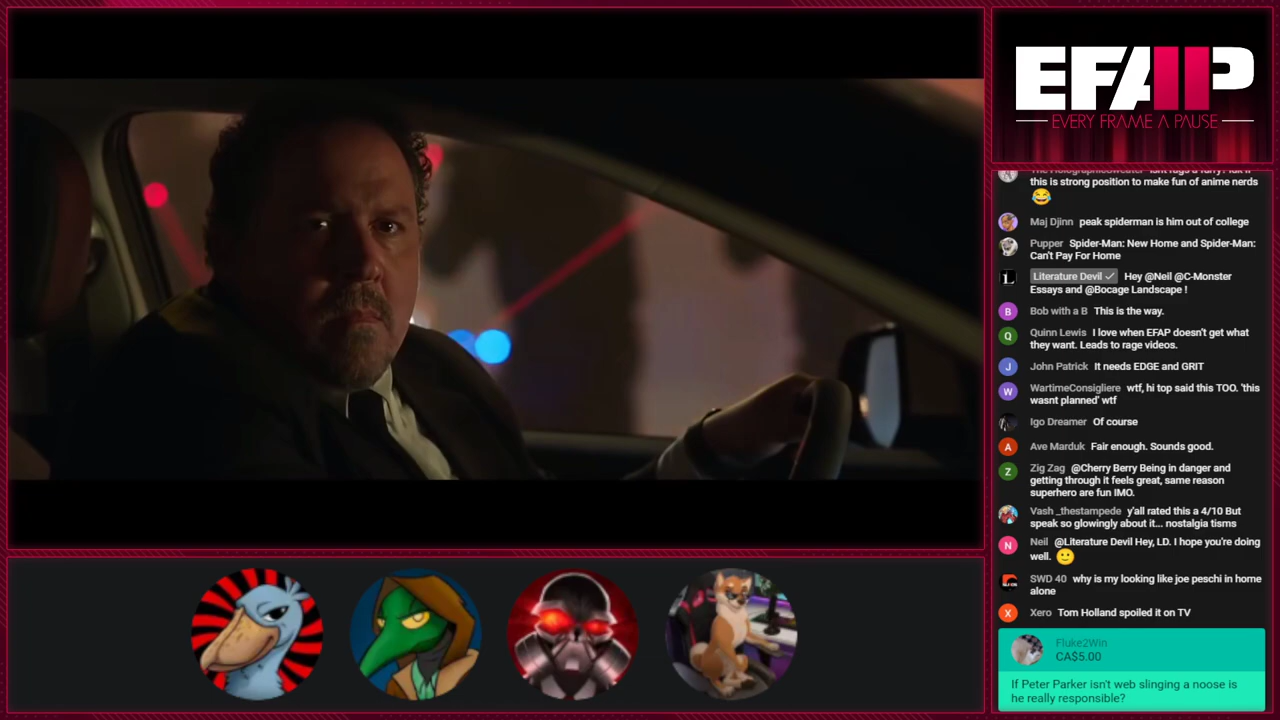 EFAP
EVERY FRAME A PAUSE
this is strong position to make fun of anime nerds
😂
Maj Djinn peak spiderman is him out of college
Pupper Spider-Man: New Home and Spider-Man:
Can't Pay For Home
Literature Devil ✓ Hey @Neil @C-Monster
Essays and @Bocage Landscape !
B Bob with a B This is the way.
Q Quinn Lewis I love when EFAP doesn't get what
they want. Leads to rage videos.
J John Patrick It needs EDGE and GRIT
W WartimeConsigliere wtf, hi top said this TOO. 'this
wasnt planned' wtf
Igo Dreamer Of course
A Ave Marduk Fair enough. Sounds good.
Z Zig Zag @Cherry Berry Being in danger and
getting through it feels great, same reason
superhero are fun IMO.
Vash _thestampede y'all rated this a 4/10 But
speak so glowingly about it... nostalgia tisms
N Neil @Literature Devil Hey, LD. I hope you're doing
well. 🙂
SWD 40 why is my looking like joe peschi in home
alone
X Xero Tom Holland spoiled it on TV
Fluke2Win
CA$5.00
If Peter Parker isn't web slinging a noose is
he really responsible?